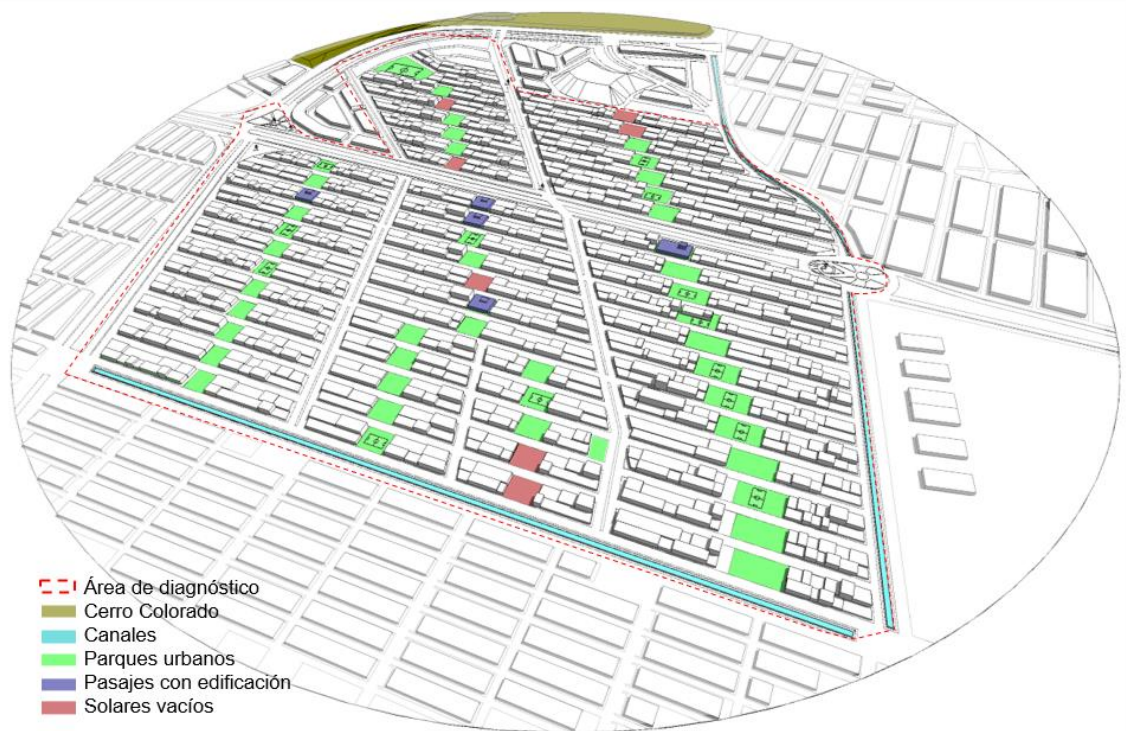 Área de diagnóstico
Cerro Colorado
Canales
Parques urbanos
Pasajes con edificación
Solares vacíos